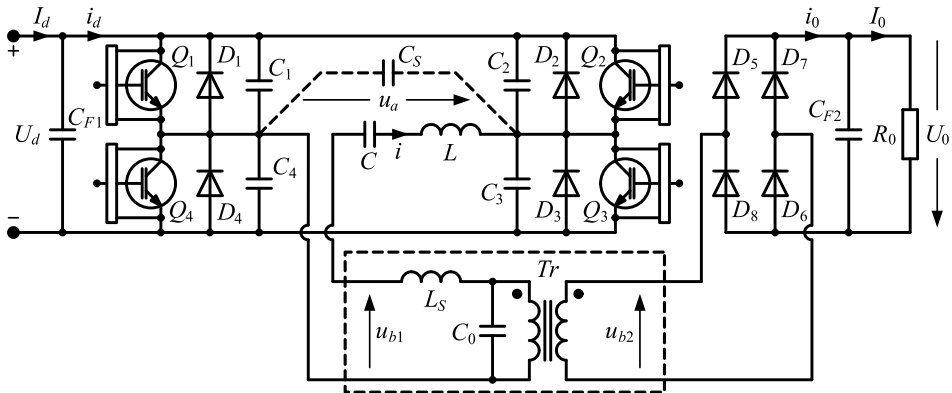 I_d i_d i_0 I_0
+ Q_1 D_1 C_1 C_S C_2 D_2 Q_2 D_5 D_7
u_a
U_d C_F1 C_F2 R_0 U_0
C i L
C_4 C_3
− Q_4 D_4 D_3 Q_3 D_8 D_6
Tr
L_S
u_b1 C_0 u_b2